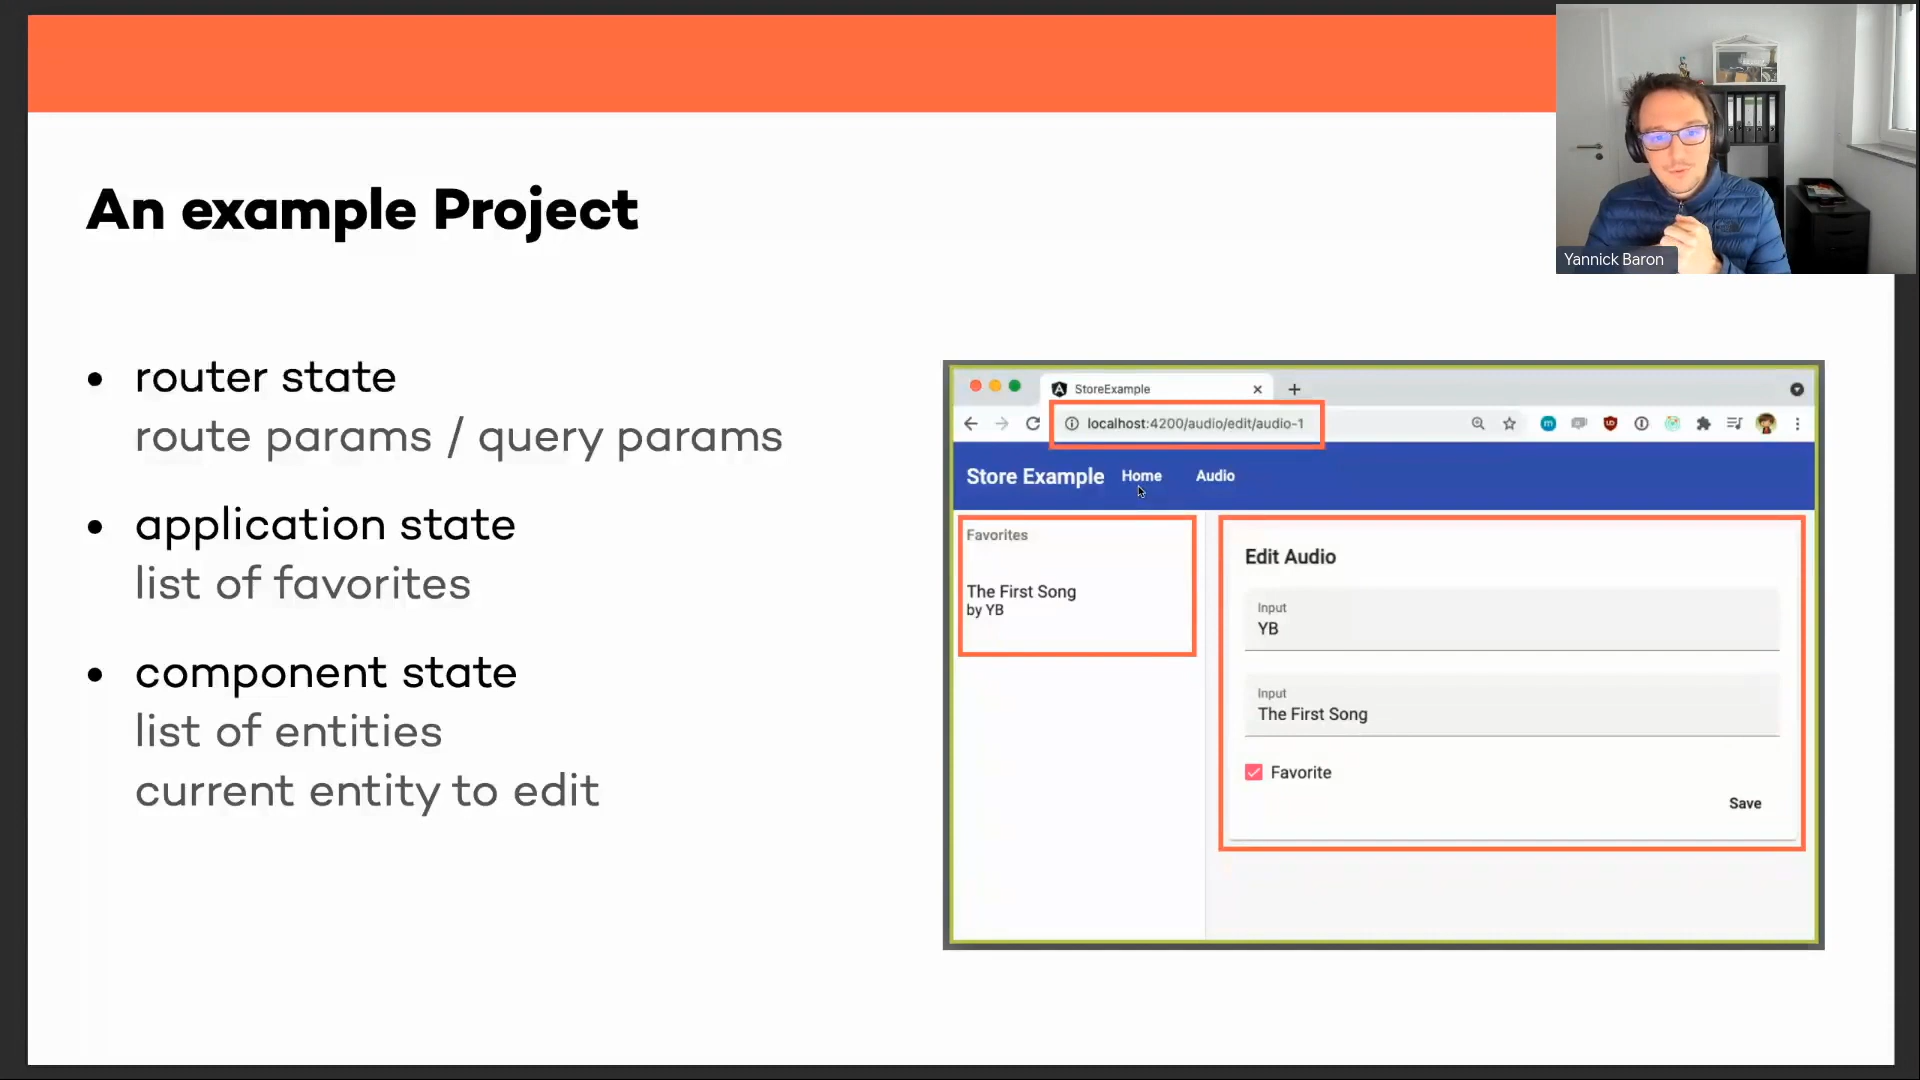 An example Project
router state
route params / query params
application state
list of favorites
component state
list of entities
current entity to edit
Yannick Baron
StoreExample
localhost:4200/audio/edit/audio-1
Store Example
Home
Audio
Favorites
The First Song
by YB
Edit Audio
Input
YB
Input
The First Song
Favorite
Save